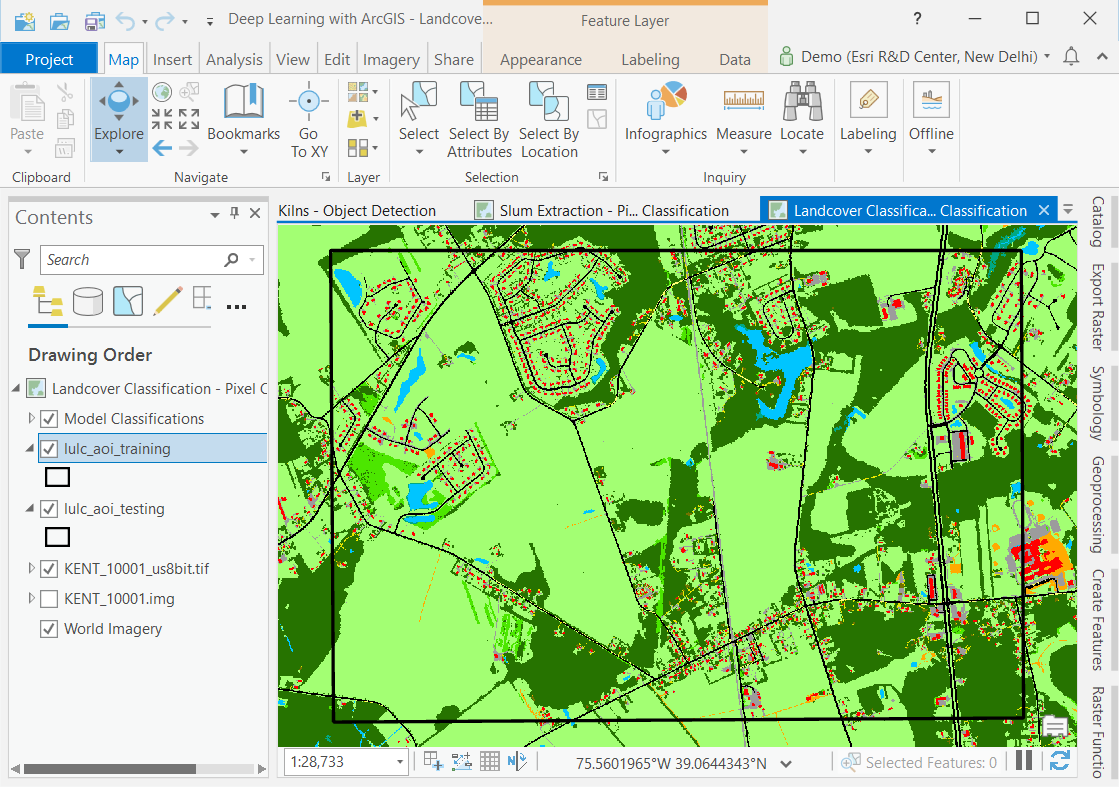 Deep Learning with ArcGIS - Landcove...
Feature Layer
?
Project
Map
Insert
Analysis
View
Edit
Imagery
Share
Appearance
Labeling
Data
Demo (Esri R&D Center, New Delhi)
Paste
Explore
Bookmarks
Go
To XY
Select
Select By
Attributes
Select By
Location
Infographics
Measure
Locate
Labeling
Offline
Clipboard
Navigate
Layer
Selection
Inquiry
Contents
Search
Drawing Order
Landcover Classification - Pixel C
Model Classifications
lulc_aoi_training
lulc_aoi_testing
KENT_10001_us8bit.tif
KENT_10001.img
World Imagery
Kilns - Object Detection
Slum Extraction - Pi... Classification
Landcover Classifica... Classification
Catalog
Export Raster
Symbology
Geoprocessing
Create Features
Raster Functio
1:28,733
N
75.5601965°W 39.0644343°N
Selected Features: 0